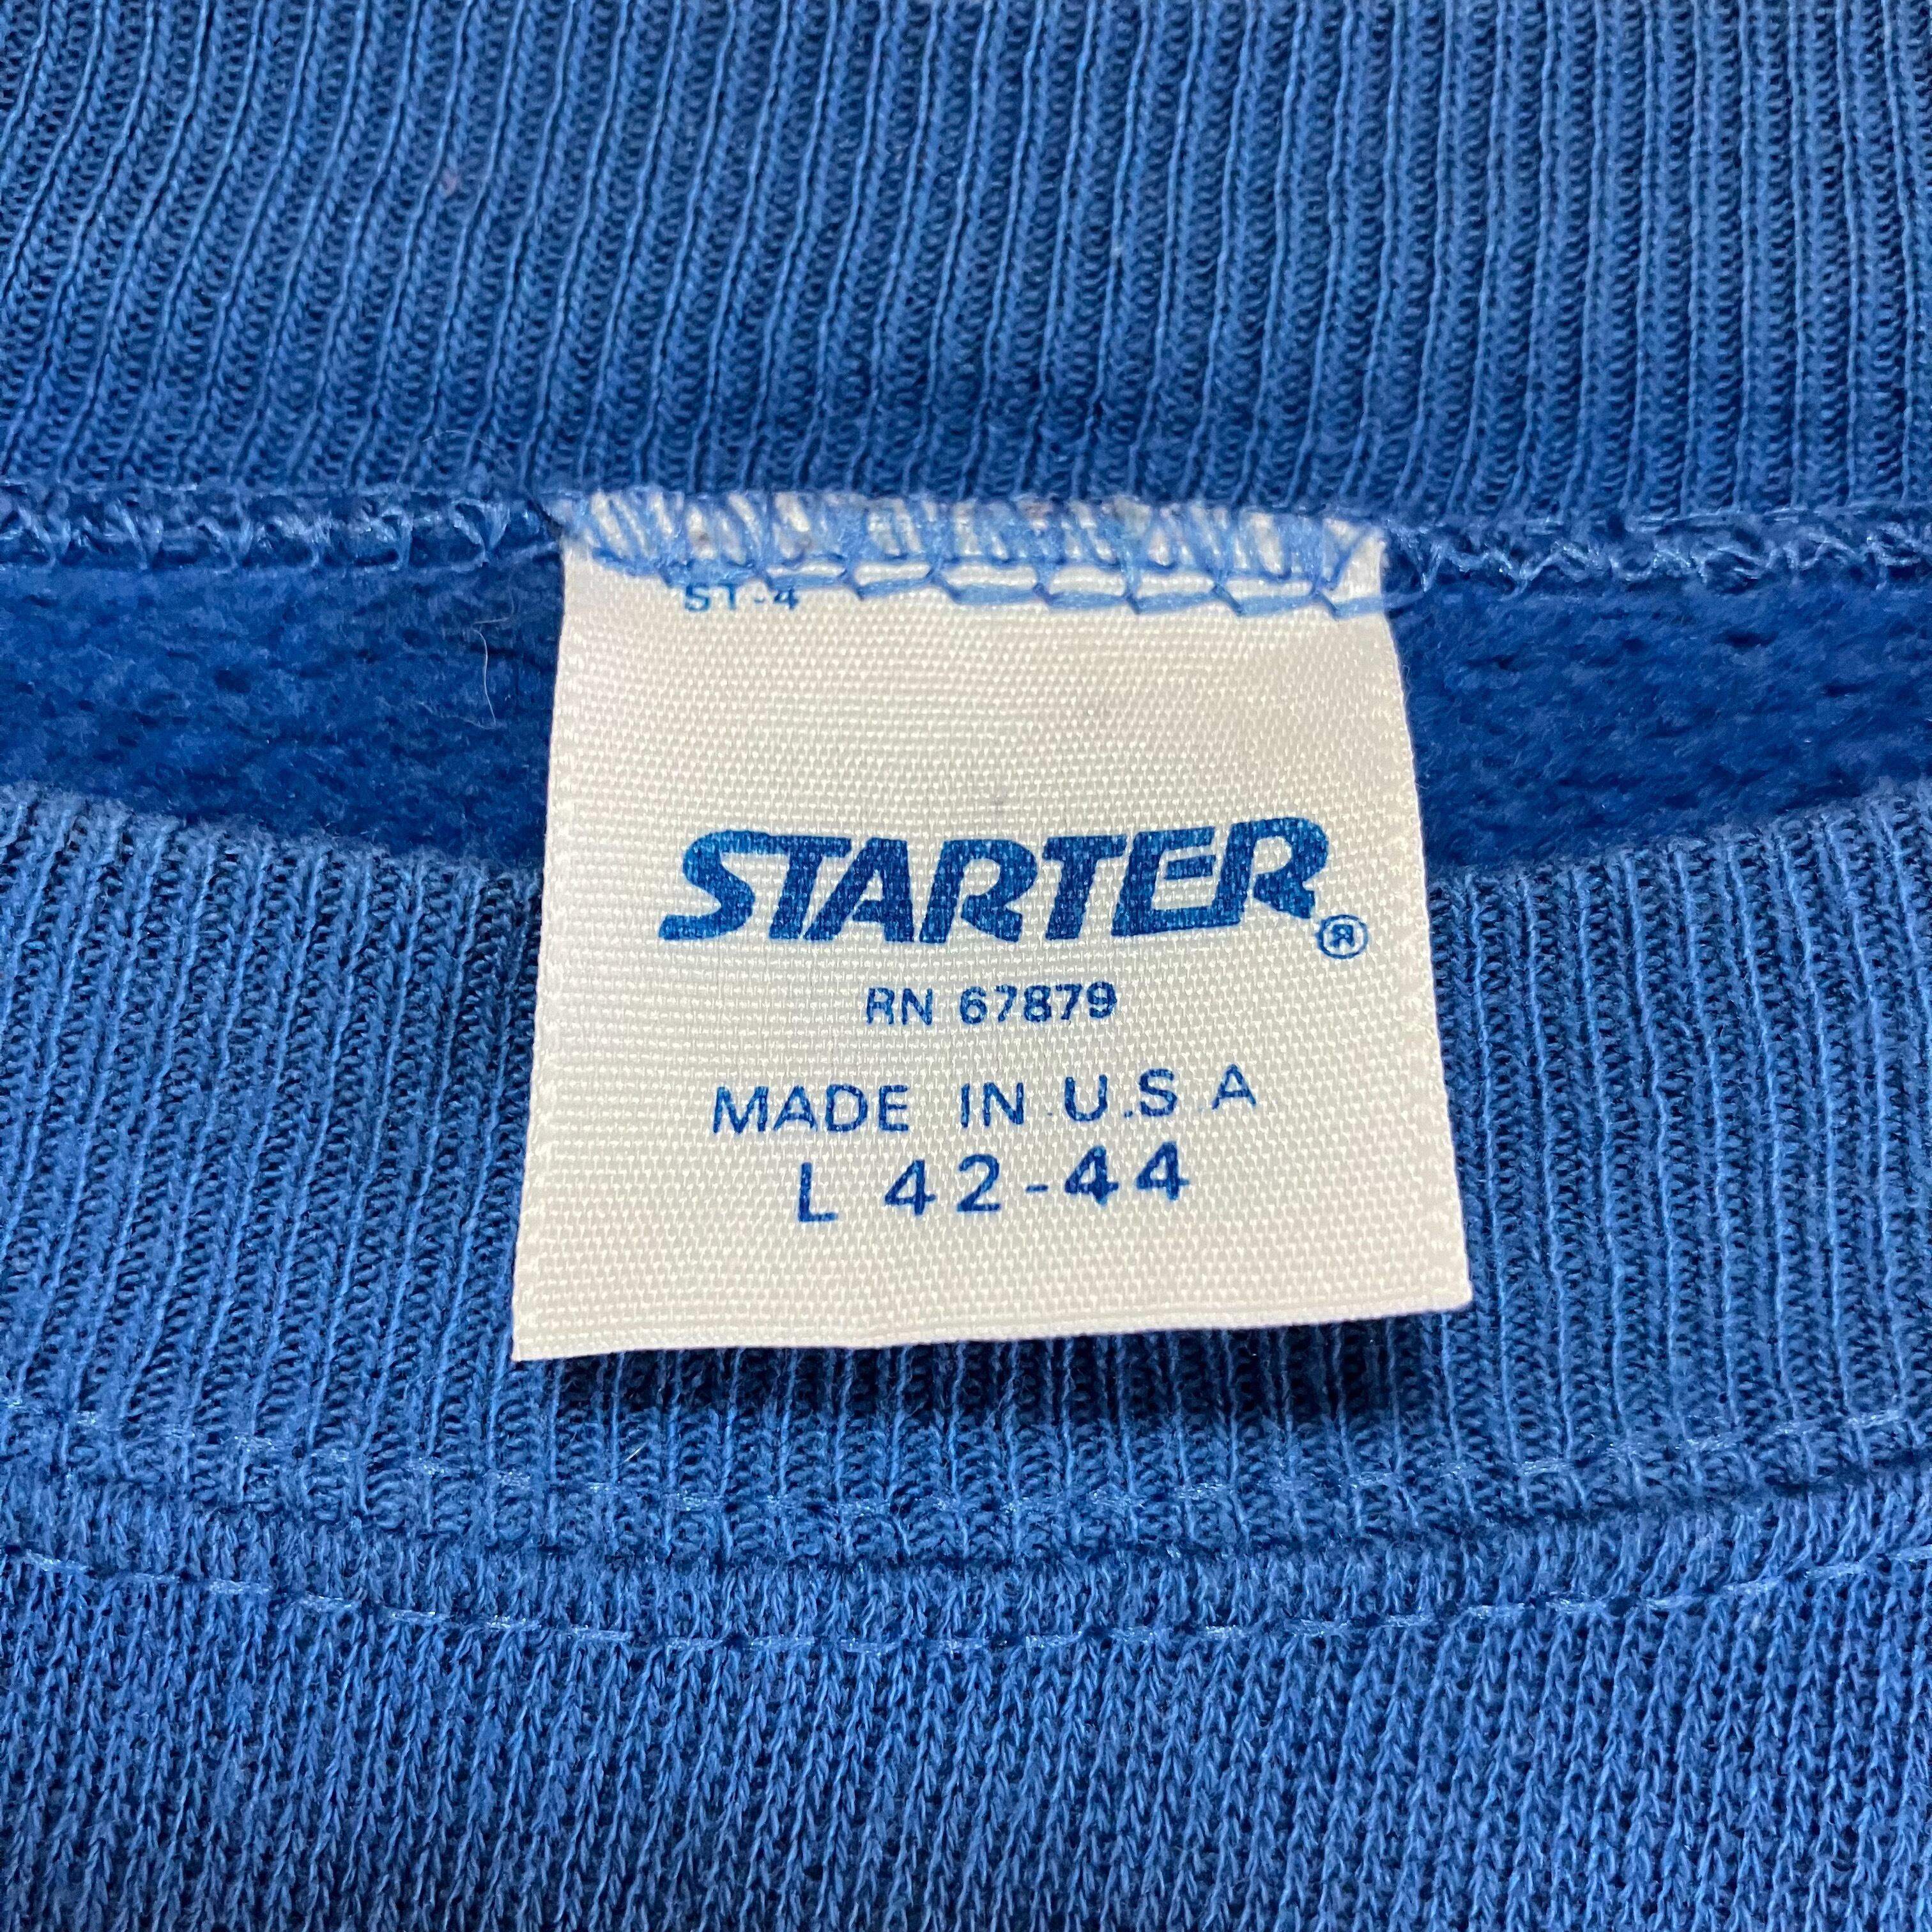 ST-4
STARTER®
RN 67879
MADE IN U.S.A
L 42-44